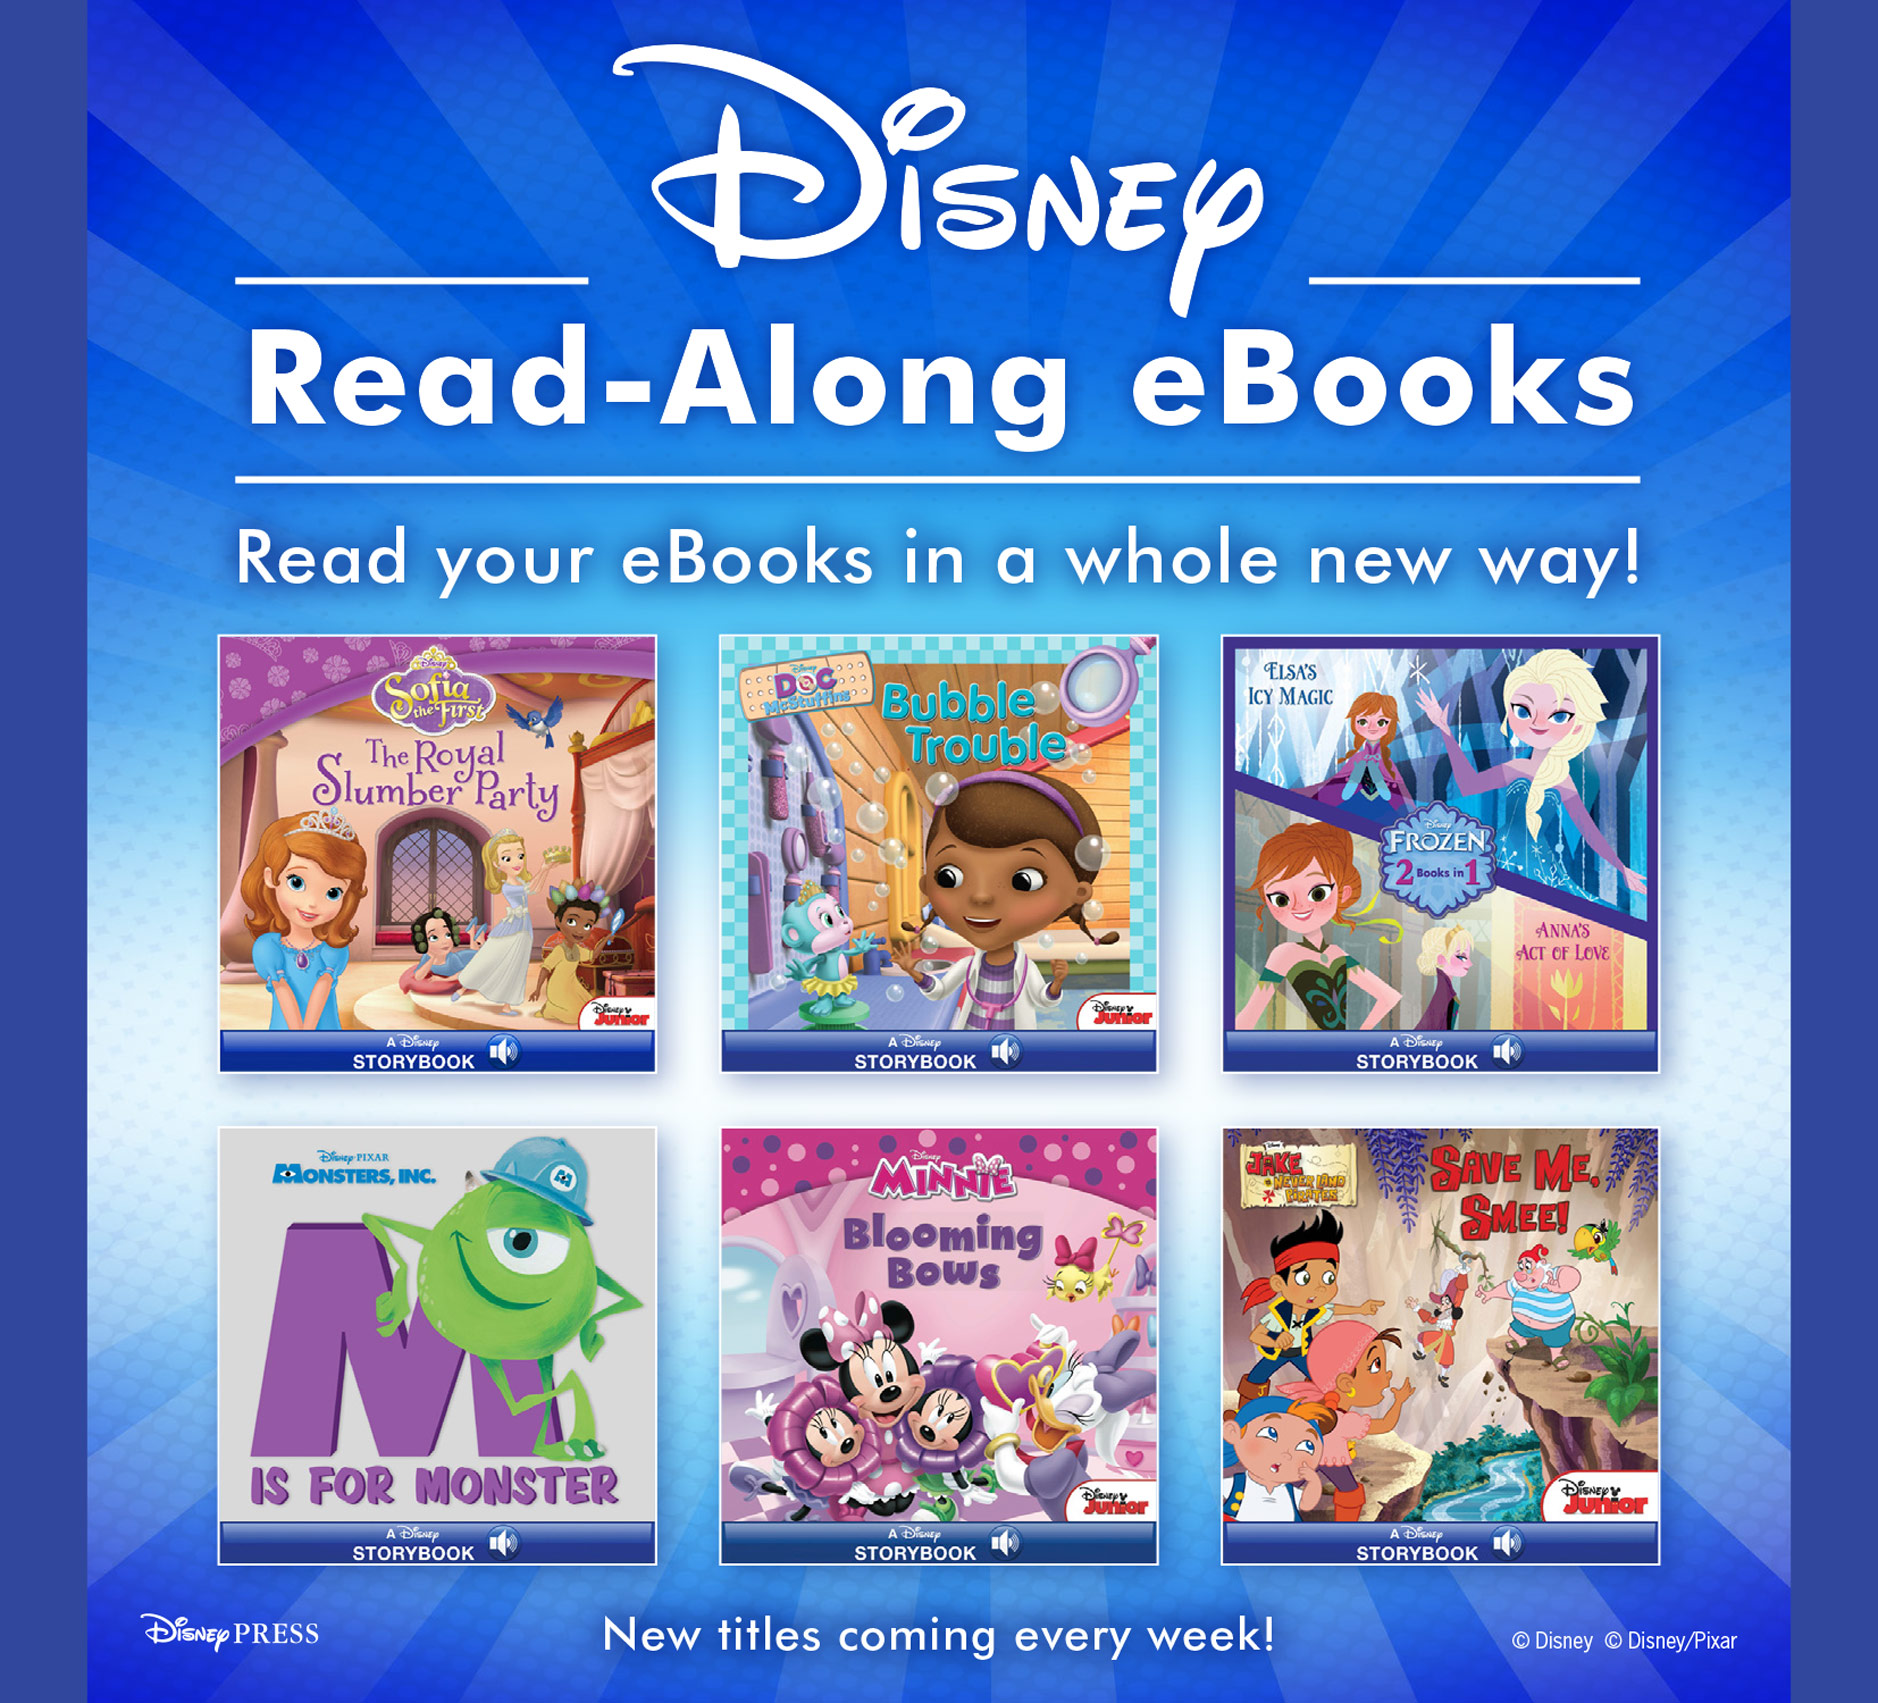 Disney
Read-Along eBooks
Read your eBooks in a whole new way!
Disney
Sofia
the First
The Royal
Slumber Party
Disney Junior
A Disney
STORYBOOK
Disney
DOC
McStuffins
Bubble
Trouble
Disney Junior
A Disney
STORYBOOK
ELSA'S
ICY MAGIC
Disney
FROZEN
2 Books in 1
ANNA'S
ACT OF LOVE
A Disney
STORYBOOK
Disney·PIXAR
MONSTERS, INC.
M
IS FOR MONSTER
A Disney
STORYBOOK
Disney
MINNIE
Blooming
Bows
Disney Junior
A Disney
STORYBOOK
Disney
JAKE
NEVER LAND
PIRATES
SAVE ME,
SMEE!
Disney Junior
A Disney
STORYBOOK
Disney PRESS
New titles coming every week!
© Disney © Disney/Pixar